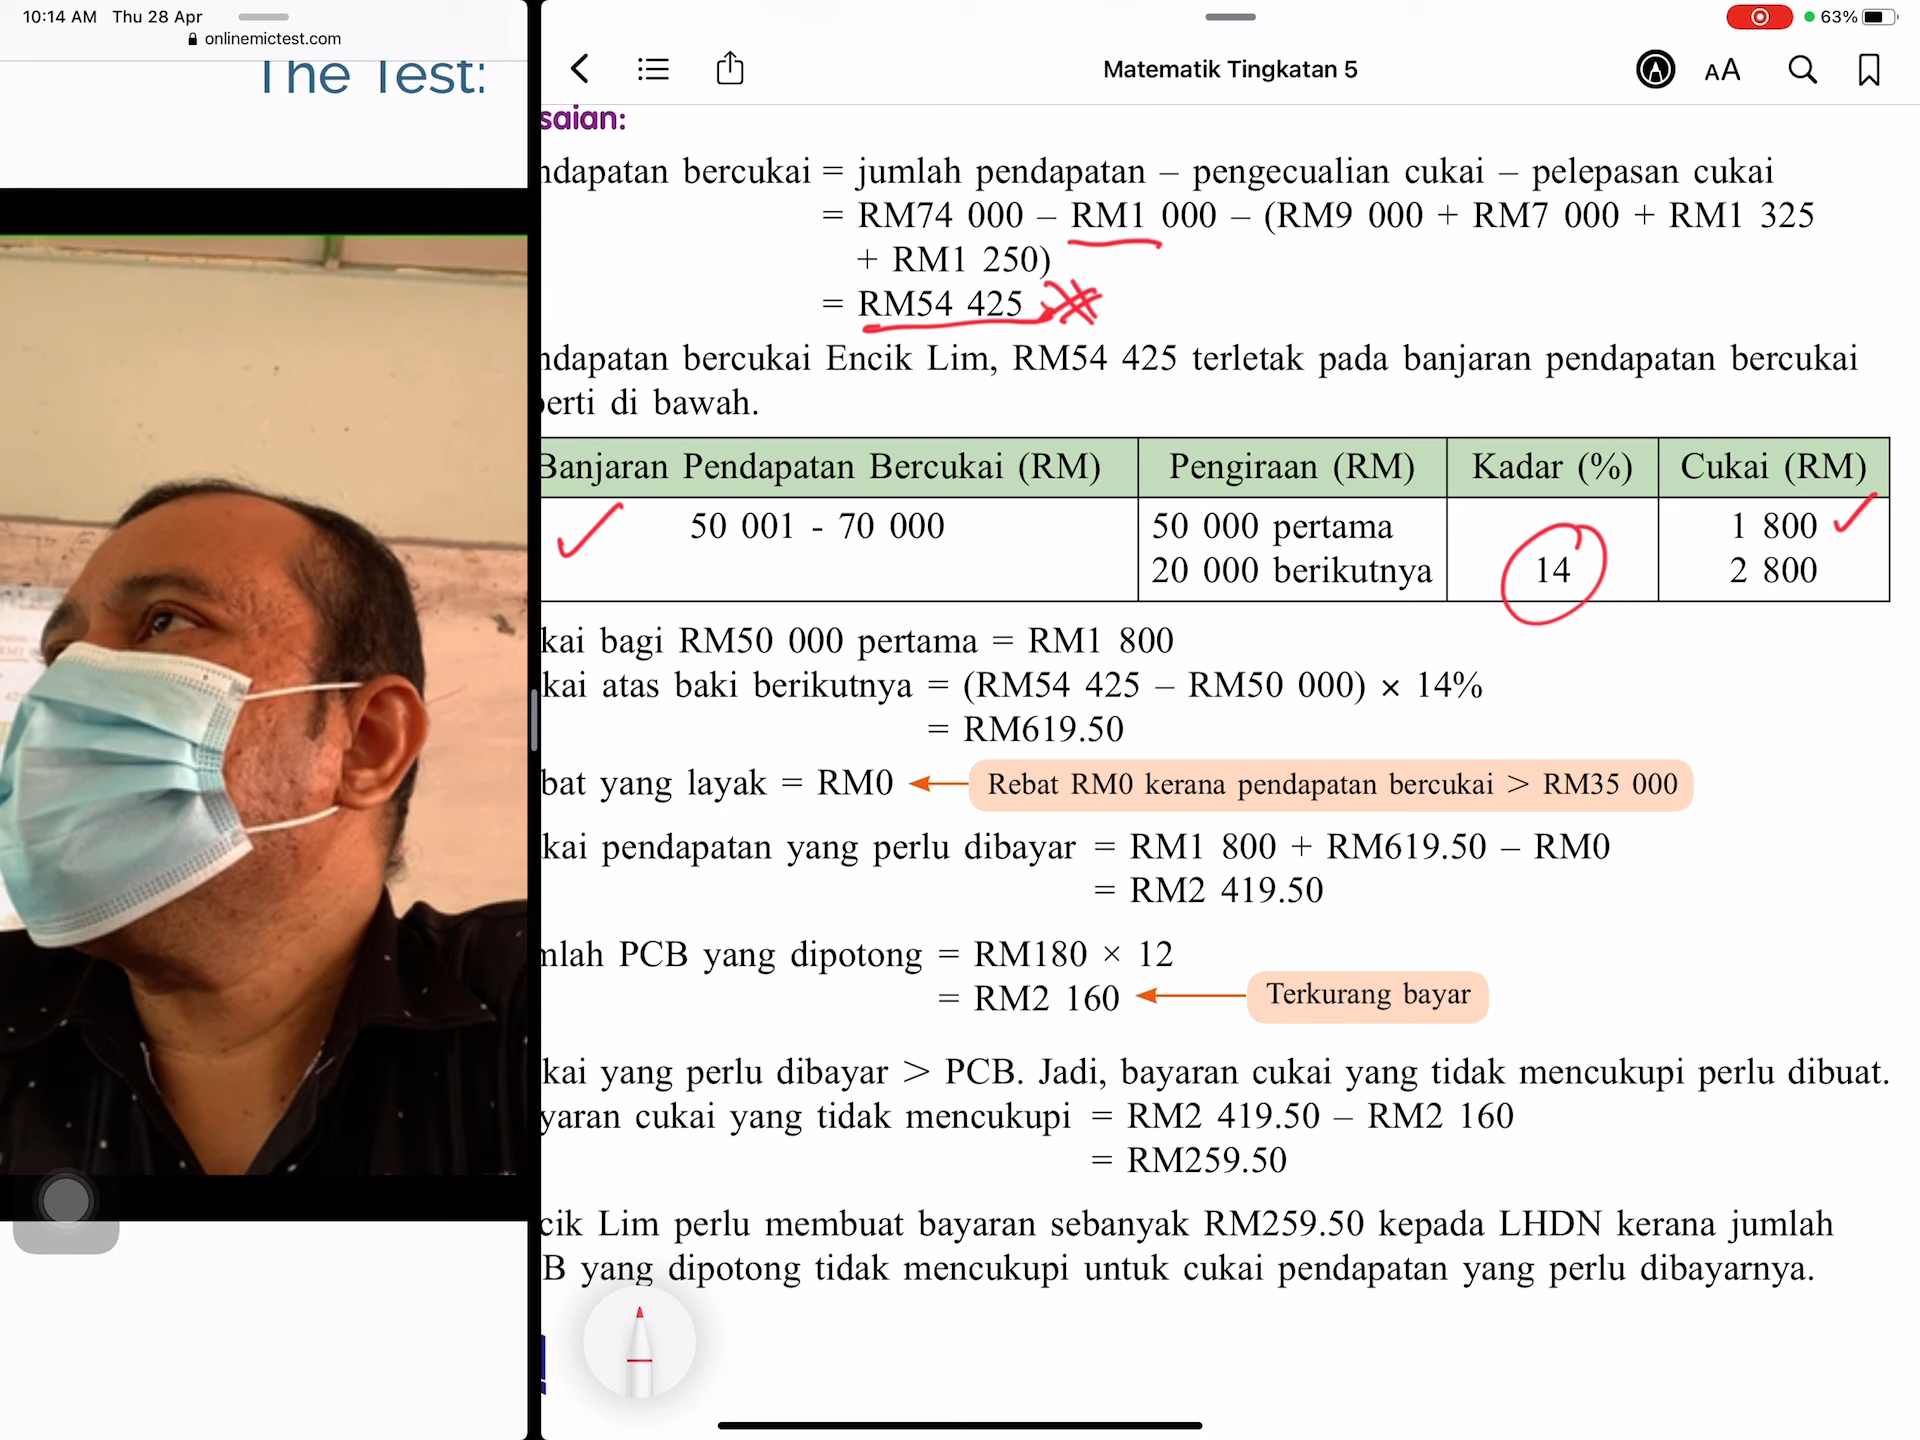 10:14 AM Thu 28 Apr
onlinemictest.com
The Test:
63%
Matematik Tingkatan 5
saian:
ndapatan bercukai = jumlah pendapatan – pengecualian cukai – pelepasan cukai
= RM74 000 – RM1 000 – (RM9 000 + RM7 000 + RM1 325
+ RM1 250)
= RM54 425
ndapatan bercukai Encik Lim, RM54 425 terletak pada banjaran pendapatan bercukai
erti di bawah.
Banjaran Pendapatan Bercukai (RM) Pengiraan (RM) Kadar (%) Cukai (RM)
50 001 - 70 000 50 000 pertama 1 800
20 000 berikutnya 14 2 800
kai bagi RM50 000 pertama = RM1 800
kai atas baki berikutnya = (RM54 425 – RM50 000) × 14%
= RM619.50
bat yang layak = RM0 Rebat RM0 kerana pendapatan bercukai > RM35 000
kai pendapatan yang perlu dibayar = RM1 800 + RM619.50 – RM0
= RM2 419.50
mlah PCB yang dipotong = RM180 × 12
= RM2 160 Terkurang bayar
kai yang perlu dibayar > PCB. Jadi, bayaran cukai yang tidak mencukupi perlu dibuat.
yaran cukai yang tidak mencukupi = RM2 419.50 – RM2 160
= RM259.50
cik Lim perlu membuat bayaran sebanyak RM259.50 kepada LHDN kerana jumlah
B yang dipotong tidak mencukupi untuk cukai pendapatan yang perlu dibayarnya.